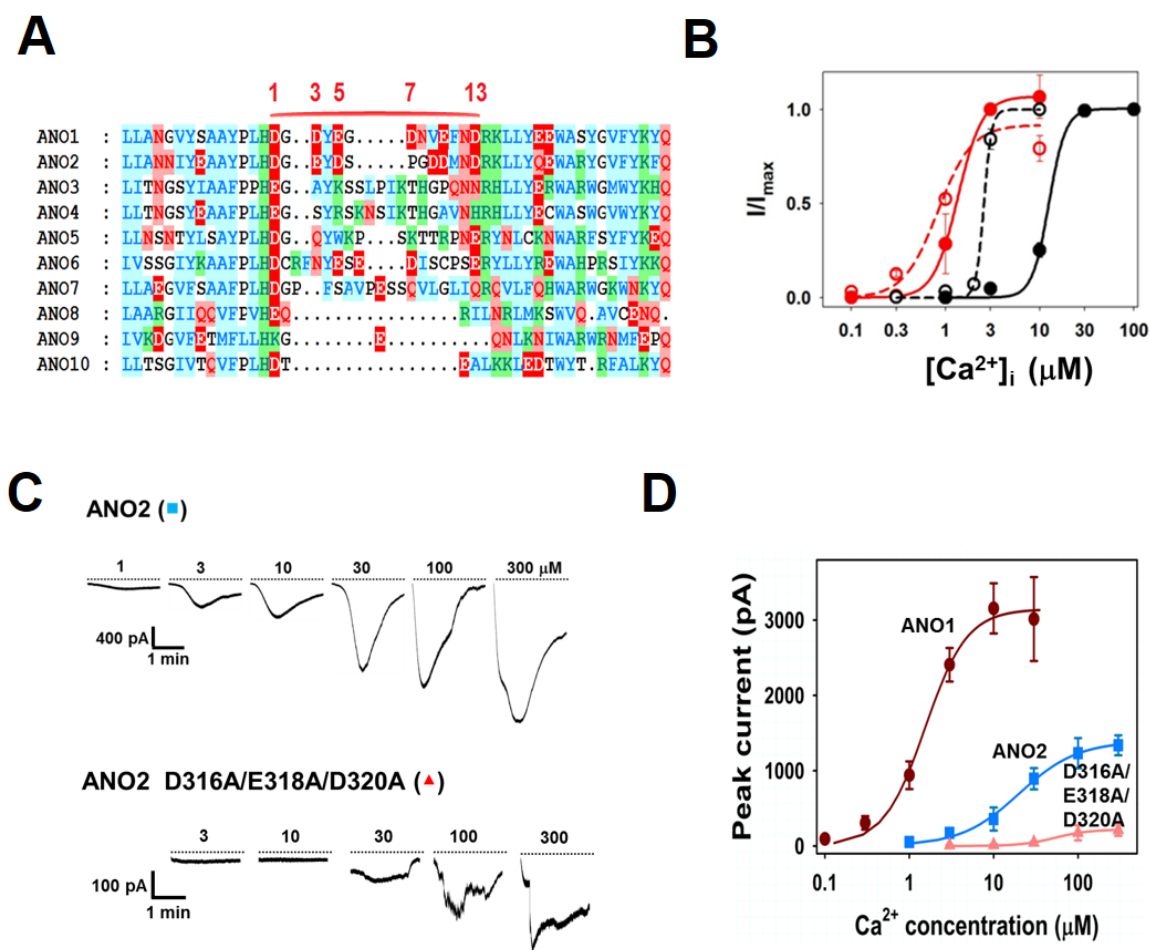 A
1 3 5 7 13
ANO1 : LLANGVYSAAYPLHDG..DYEG.....DNVEFNDRKLLYEEWASYGVFYKYQ
ANO2 : LIANNIYEAAFPLHDG..EYDS.....PGDDMNDRKLLYQEWARYGVFYKFQ
ANO3 : LITNGSYIAAFPPHEG..AYKSSLPIKTHGPQNNRHLLYERWARWGMWYKHQ
ANO4 : LLTNGSYEAAFPLHEG..SYRSKNSIKTHGAVNHRHLLYECWASWGVWYKYQ
ANO5 : LLNSNTYLSAYPLHDG..QYWKP...SKTTRPNERYNLCKNWARFSYFYKEQ
ANO6 : IVSSGIYKAAFPLHDCRFNYESE....DISCPSERYLLYREWAHPRSIYKKQ
ANO7 : LLAEGVFSAAFPLHDGP..FSAVPESSQVLGLIQRQVLFQHWARWGKWNKYQ
ANO8 : LAARGIIQQVFPVHEQ................RILNRLMKSWVQ.AVCENQ.
ANO9 : IVKDGVFETMFLLHKG........E..........QNLKNIWARWRNMFEPQ
ANO10 : LLTSGIVTQVFPLHDT................EALKKLEDTWYT.RFALKYQ
B
I/Imax
1.0
0.5
0.0
0.1 0.3 1 3 10 30 100
[Ca2+]i (μM)
C
ANO2 (■)
1 3 10 30 100 300 μM
400 pA
1 min
ANO2 D316A/E318A/D320A (▲)
3 10 30 100 300
100 pA
1 min
D
Peak current (pA)
3000
2000
1000
0
ANO1
ANO2
D316A/
E318A/
D320A
0.1 1 10 100
Ca2+ concentration (μM)